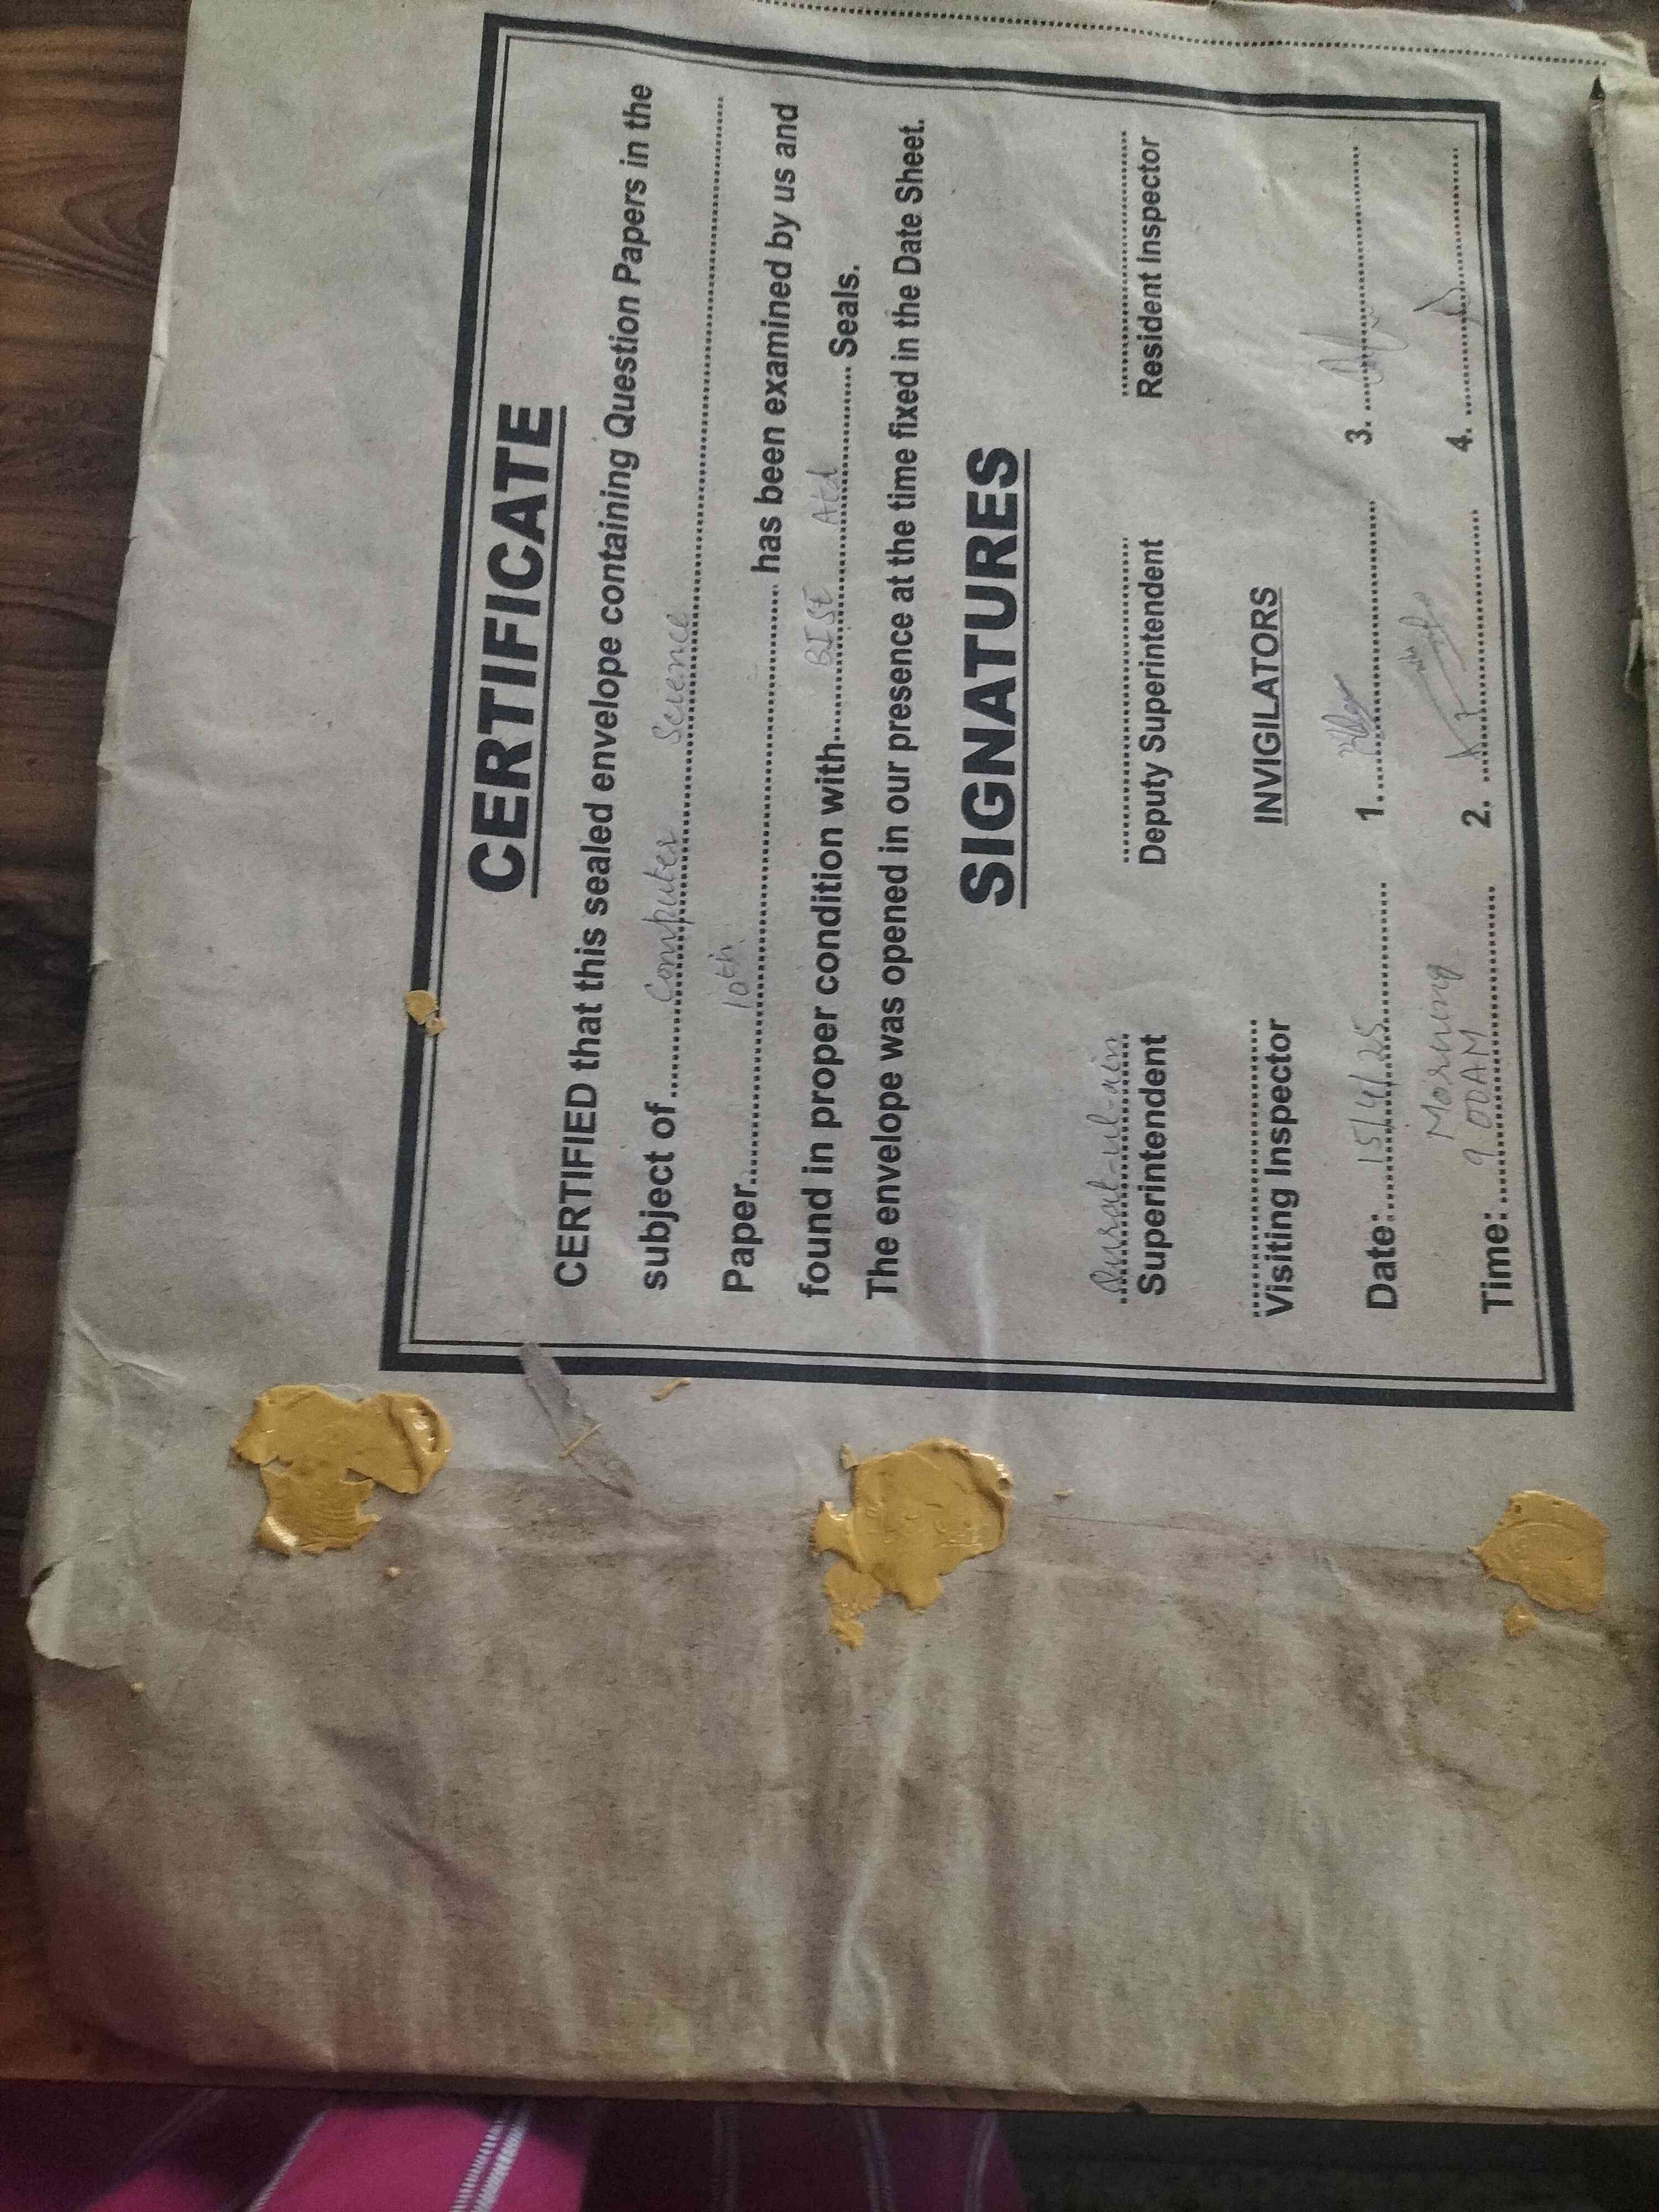 CERTIFICATE
CERTIFIED that this sealed envelope containing Question Papers in the
subject of..........Computer Science..........
Paper..........10th.......... has been examined by us and
found in proper condition with..........BISE Atd.......... Seals.
The envelope was opened in our presence at the time fixed in the Date Sheet.
SIGNATURES
Qurat-ul-ain
Superintendent Deputy Superintendent Resident Inspector
Visiting Inspector INVIGILATORS
Date:..........15/4/25.......... 1.......... 3. ..........
Morning
Time:..........9:00AM.......... 2. .......... 4. ..........